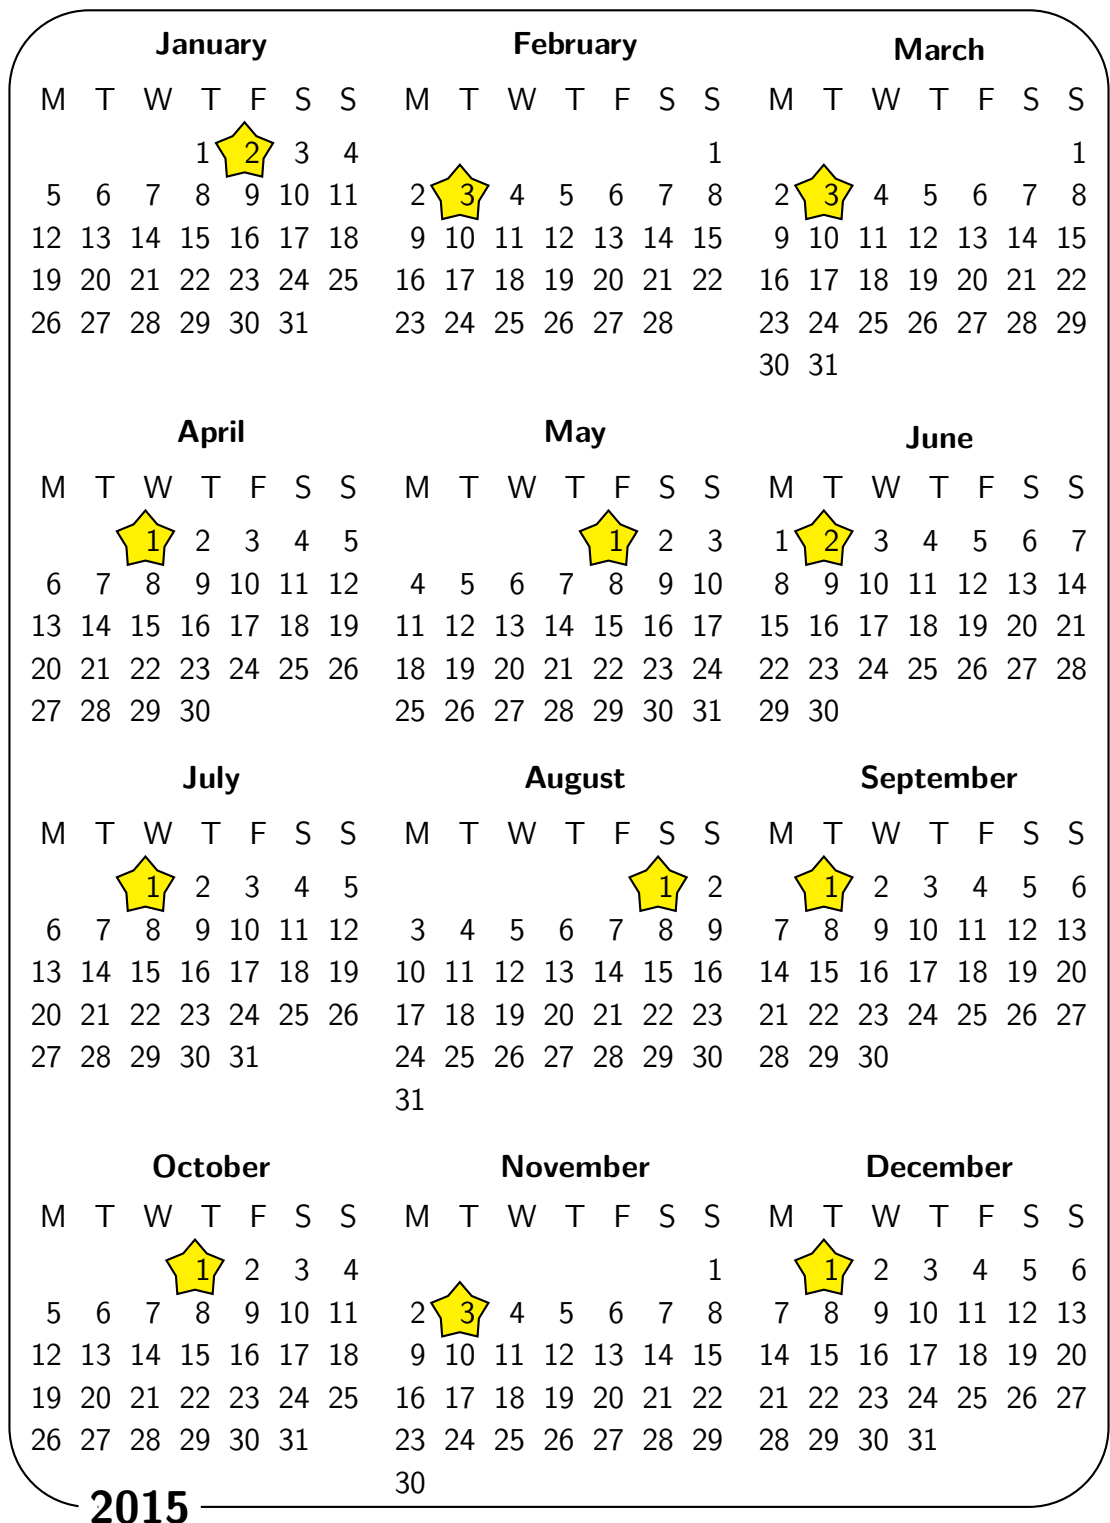 January
M T W T F S S
1 2 3 4
5 6 7 8 9 10 11
12 13 14 15 16 17 18
19 20 21 22 23 24 25
26 27 28 29 30 31
February
M T W T F S S
1
2 3 4 5 6 7 8
9 10 11 12 13 14 15
16 17 18 19 20 21 22
23 24 25 26 27 28
March
M T W T F S S
1
2 3 4 5 6 7 8
9 10 11 12 13 14 15
16 17 18 19 20 21 22
23 24 25 26 27 28 29
30 31
April
M T W T F S S
1 2 3 4 5
6 7 8 9 10 11 12
13 14 15 16 17 18 19
20 21 22 23 24 25 26
27 28 29 30
May
M T W T F S S
1 2 3
4 5 6 7 8 9 10
11 12 13 14 15 16 17
18 19 20 21 22 23 24
25 26 27 28 29 30 31
June
M T W T F S S
1 2 3 4 5 6 7
8 9 10 11 12 13 14
15 16 17 18 19 20 21
22 23 24 25 26 27 28
29 30
July
M T W T F S S
1 2 3 4 5
6 7 8 9 10 11 12
13 14 15 16 17 18 19
20 21 22 23 24 25 26
27 28 29 30 31
August
M T W T F S S
1 2
3 4 5 6 7 8 9
10 11 12 13 14 15 16
17 18 19 20 21 22 23
24 25 26 27 28 29 30
31
September
M T W T F S S
1 2 3 4 5 6
7 8 9 10 11 12 13
14 15 16 17 18 19 20
21 22 23 24 25 26 27
28 29 30
October
M T W T F S S
1 2 3 4
5 6 7 8 9 10 11
12 13 14 15 16 17 18
19 20 21 22 23 24 25
26 27 28 29 30 31
November
M T W T F S S
1
2 3 4 5 6 7 8
9 10 11 12 13 14 15
16 17 18 19 20 21 22
23 24 25 26 27 28 29
30
December
M T W T F S S
1 2 3 4 5 6
7 8 9 10 11 12 13
14 15 16 17 18 19 20
21 22 23 24 25 26 27
28 29 30 31
2015